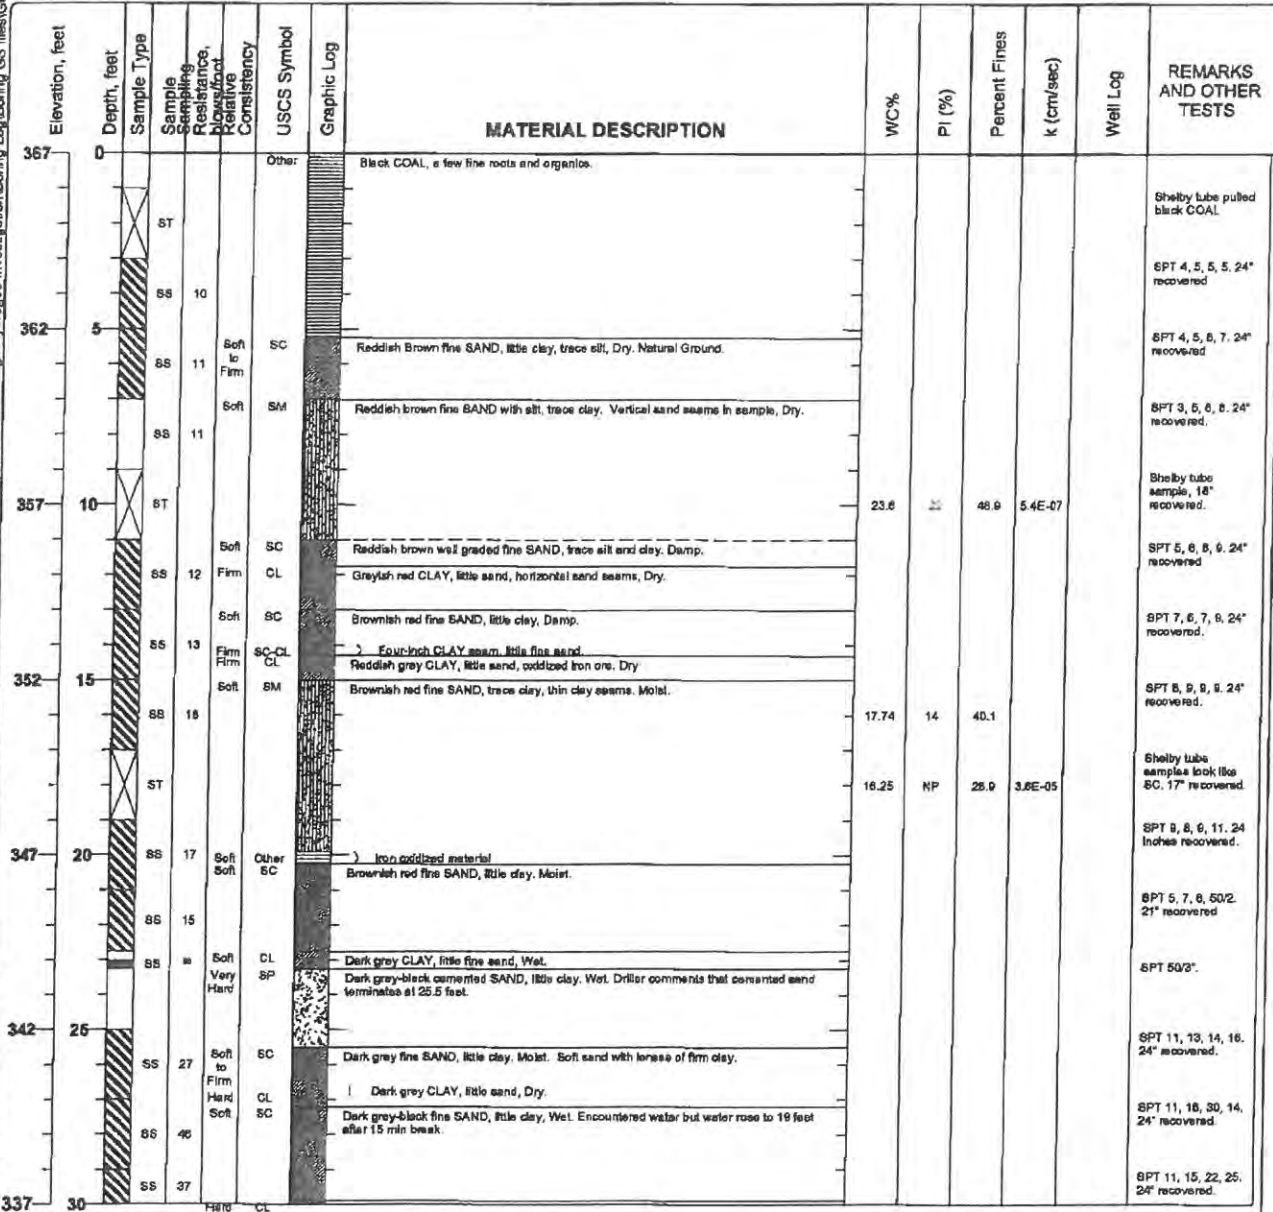 Elevation, feet
Depth, feet
Sample Type
Sample
Sampling
Resistance,
blows/foot
Relative
Consistency
USCS Symbol
Graphic Log
MATERIAL DESCRIPTION
WC%
PI (%)
Percent Fines
k (cm/sec)
Well Log
REMARKS
AND OTHER
TESTS
367 0
Other Black COAL, a few fine roots and organics.
ST
Shelby tube pulled
black COAL
SS 10
SPT 4, 5, 5, 5. 24"
recovered
362 5
Soft
to
Firm
SC Reddish Brown fine SAND, little clay, trace silt, Dry. Natural Ground.
SS 11
SPT 4, 5, 6, 7. 24"
recovered
Soft SM Reddish brown fine SAND with silt, trace clay. Vertical sand seams in sample, Dry.
SS 11
SPT 3, 5, 6, 8. 24"
recovered.
357 10
ST
23.6 48.9 5.4E-07
Shelby tube
sample, 18"
recovered.
Soft SC Reddish brown well graded fine SAND, trace silt and clay. Damp.
SPT 5, 6, 6, 9. 24"
recovered
SS 12 Firm CL Greyish red CLAY, little sand, horizontal sand seams, Dry.
Soft SC Brownish red fine SAND, little clay, Damp.
SPT 7, 6, 7, 9. 24"
recovered.
SS 13
Firm SC-CL Four-inch CLAY seam, little fine sand.
Firm CL Reddish grey CLAY, little sand, oxidized iron ore. Dry
352 15
Soft SM Brownish red fine SAND, trace clay, thin clay seams. Moist.
SS 18
17.74 14 40.1
SPT 8, 9, 9, 9. 24"
recovered.
ST
16.25 NP 26.9 3.6E-05
Shelby tube
samples look like
SC. 17" recovered.
347 20
SS 17
SPT 9, 8, 9, 11. 24
inches recovered.
Soft Other Iron oxidized material
Soft SC Brownish red fine SAND, little clay. Moist.
SS 15
SPT 5, 7, 8, 50/2.
21" recovered
SS
Soft CL Dark grey CLAY, little fine sand, Wet.
SPT 50/3".
Very
Hard
SP Dark grey-black cemented SAND, little clay. Wet. Driller comments that cemented sand
terminates at 25.5 feet.
342 25
Soft
to
Firm
SC Dark grey fine SAND, little clay, Moist. Soft sand with lenses of firm clay.
SS 27
SPT 11, 13, 14, 16.
24" recovered.
Hard CL Dark grey CLAY, little sand, Dry.
Soft SC Dark grey-black fine SAND, little clay, Wet. Encountered water but water rose to 19 feet
after 15 min break.
SS 46
SPT 11, 16, 30, 14.
24" recovered.
SS 37
SPT 11, 15, 22, 25.
24" recovered.
337 30
Hard CL